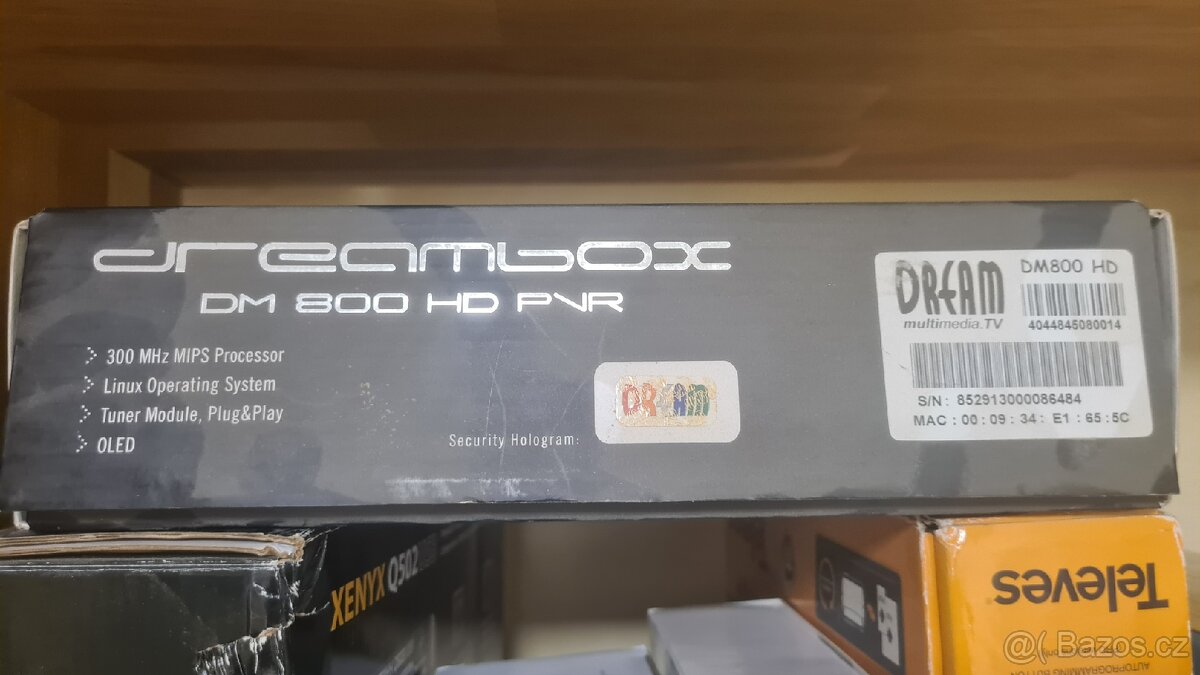 dreambox
DM 800 HD PVR
300 MHz MIPS Processor
Linux Operating System
Tuner Module, Plug&Play
OLED
Security Hologram:
DREAM
DREAM
multimedia.TV
DM800 HD
4044845080014
S/N: 852913000086484
MAC : 00 : 09 : 34 : E1 : 65 : 5C
XENYX Q502
Televes
AUTOPROGRAMMING BUTTON
@( Bazos.cz